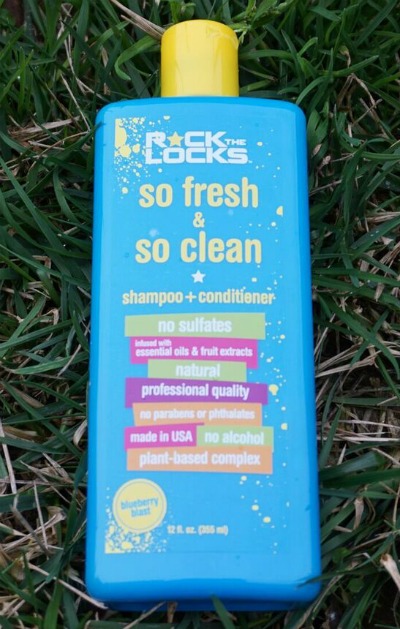 R★CK THE
LOCKS
so fresh
&
so clean
shampoo + conditioner
no sulfates
infused with
essential oils & fruit extracts
natural
professional quality
no parabens or phthalates
made in USA no alcohol
plant-based complex
blueberry
blast
12 fl. oz. (355 ml)